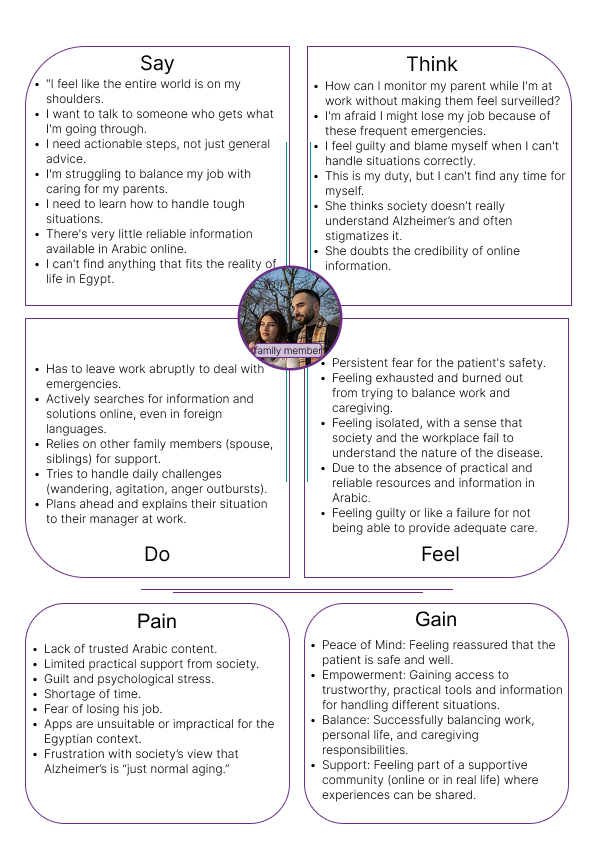 Say
• "I feel like the entire world is on my
shoulders.
• I want to talk to someone who gets what
I'm going through.
• I need actionable steps, not just general
advice.
• I'm struggling to balance my job with
caring for my parents.
• I need to learn how to handle tough
situations.
• There's very little reliable information
available in Arabic online.
• I can't find anything that fits the reality of
life in Egypt.
Think
• How can I monitor my parent while I'm at
work without making them feel surveilled?
• I'm afraid I might lose my job because of
these frequent emergencies.
• I feel guilty and blame myself when I can't
handle situations correctly.
• This is my duty, but I can't find any time for
myself.
• She thinks society doesn’t really
understand Alzheimer’s and often
stigmatizes it.
• She doubts the credibility of online
information.
family member
• Has to leave work abruptly to deal with
emergencies.
• Actively searches for information and
solutions online, even in foreign
languages.
• Relies on other family members (spouse,
siblings) for support.
• Tries to handle daily challenges
(wandering, agitation, anger outbursts).
• Plans ahead and explains their situation
to their manager at work.
Do
• Persistent fear for the patient's safety.
• Feeling exhausted and burned out
from trying to balance work and
caregiving.
• Feeling isolated, with a sense that
society and the workplace fail to
understand the nature of the disease.
• Due to the absence of practical and
reliable resources and information in
Arabic.
• Feeling guilty or like a failure for not
being able to provide adequate care.
Feel
Pain
• Lack of trusted Arabic content.
• Limited practical support from society.
• Guilt and psychological stress.
• Shortage of time.
• Fear of losing his job.
• Apps are unsuitable or impractical for the
Egyptian context.
• Frustration with society’s view that
Alzheimer’s is “just normal aging.”
Gain
• Peace of Mind: Feeling reassured that the
patient is safe and well.
• Empowerment: Gaining access to
trustworthy, practical tools and information
for handling different situations.
• Balance: Successfully balancing work,
personal life, and caregiving
responsibilities.
• Support: Feeling part of a supportive
community (online or in real life) where
experiences can be shared.